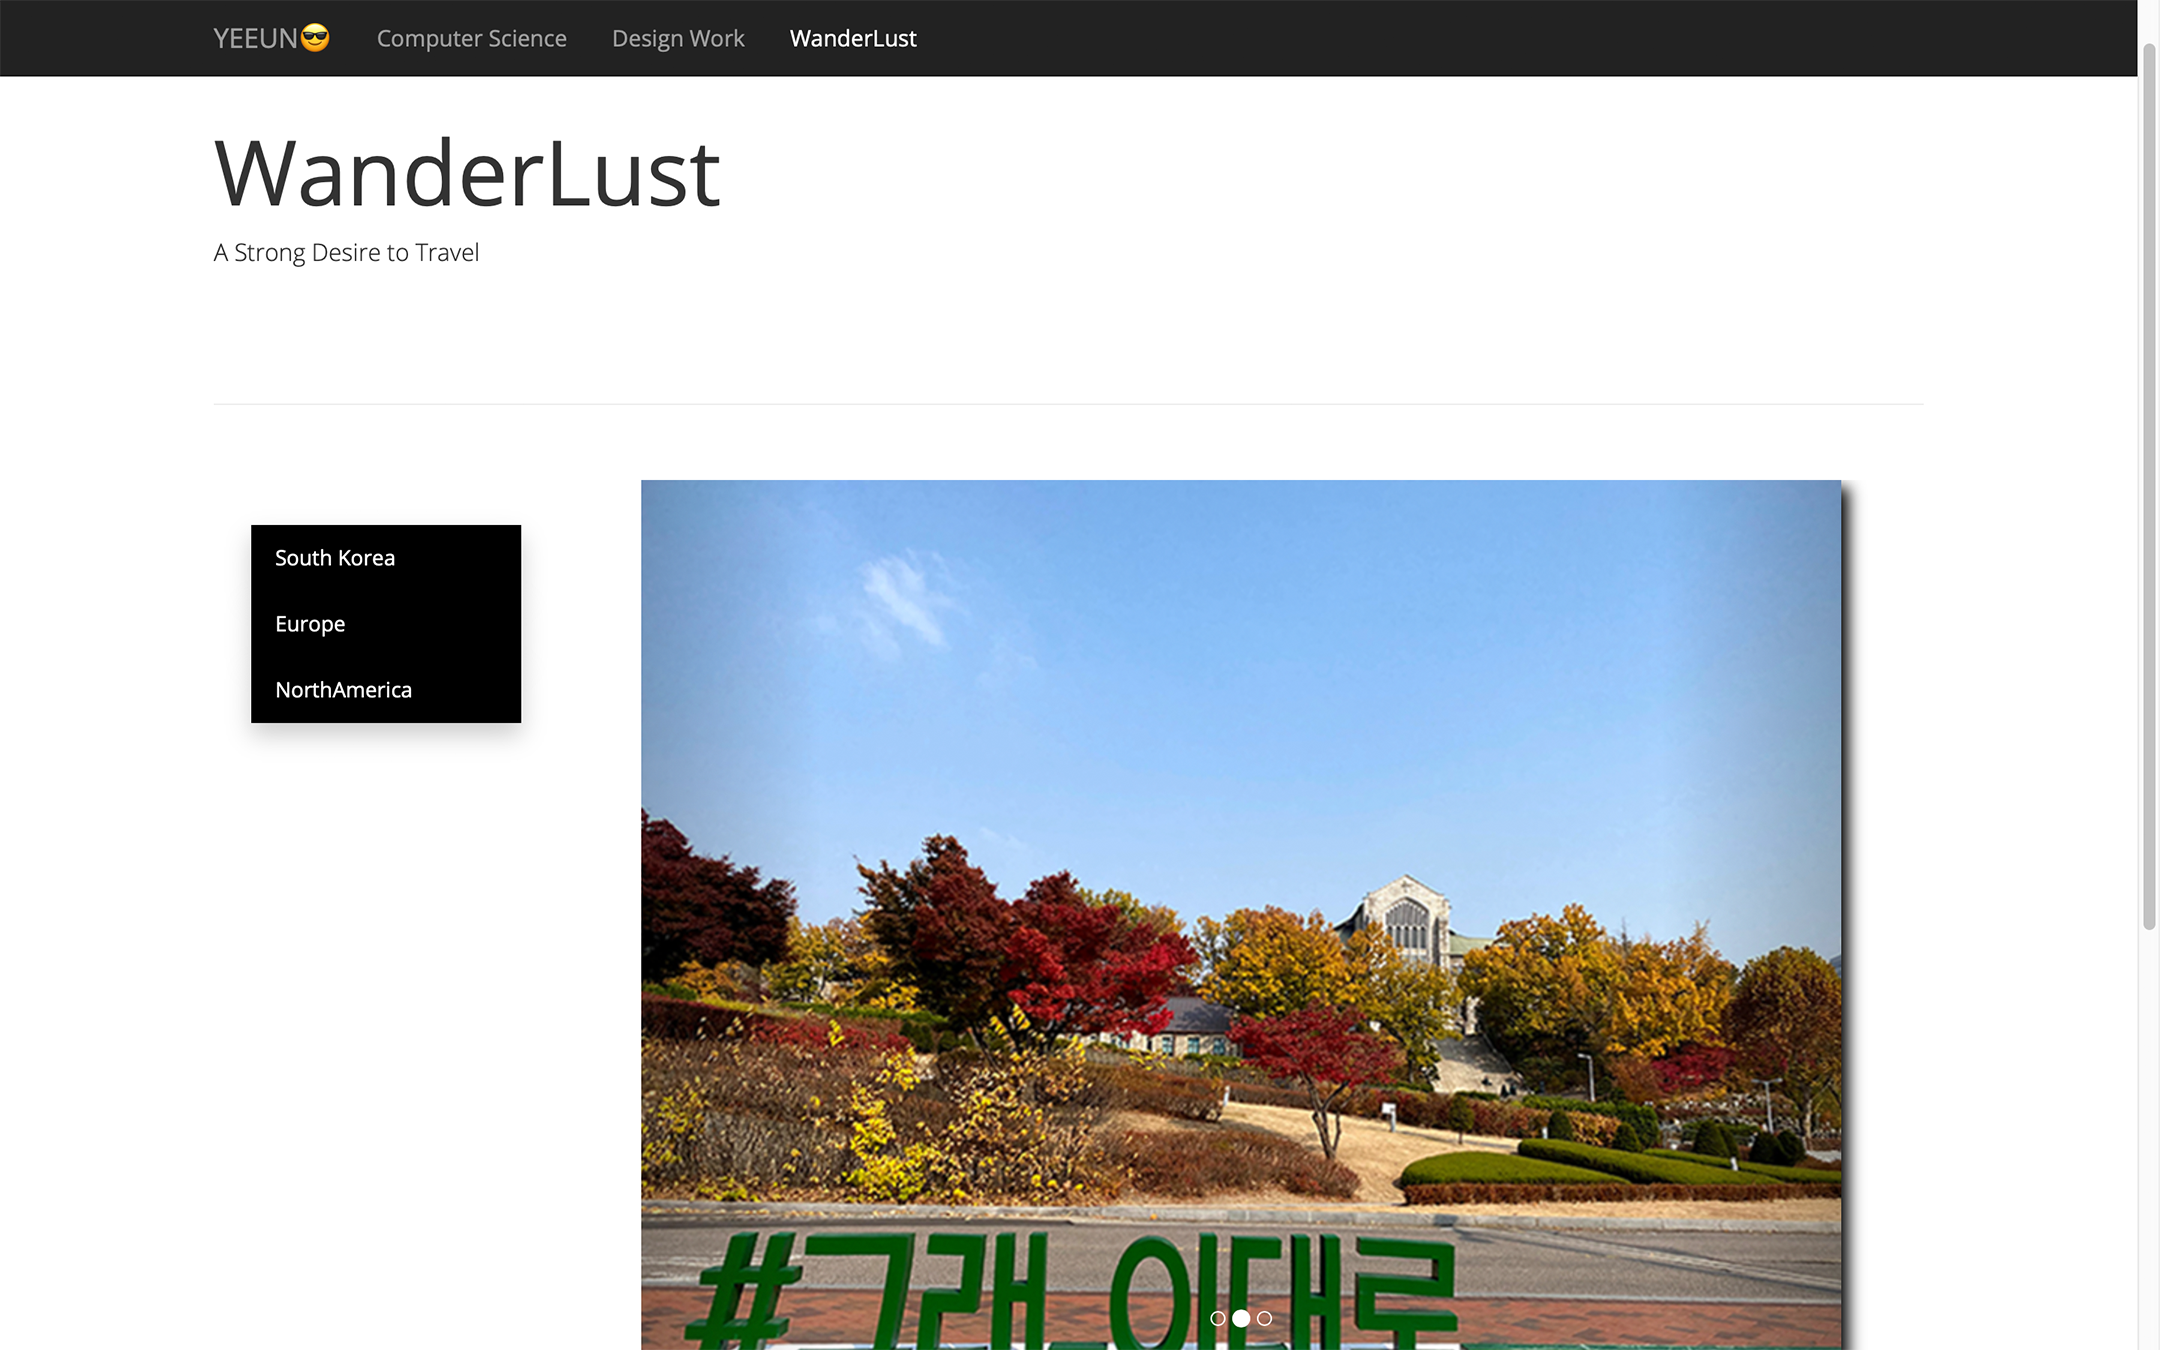 YEEUN😎 Computer Science Design Work WanderLust
WanderLust
A Strong Desire to Travel
South Korea
Europe
NorthAmerica
#그래_이대로